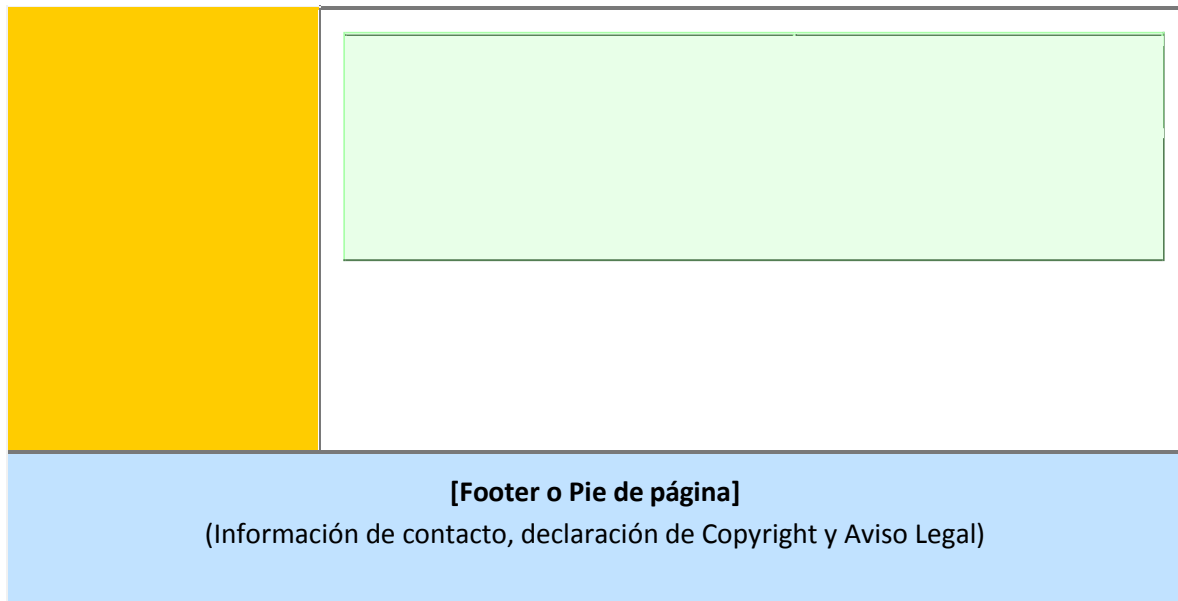 [Footer o Pie de página]
(Información de contacto, declaración de Copyright y Aviso Legal)